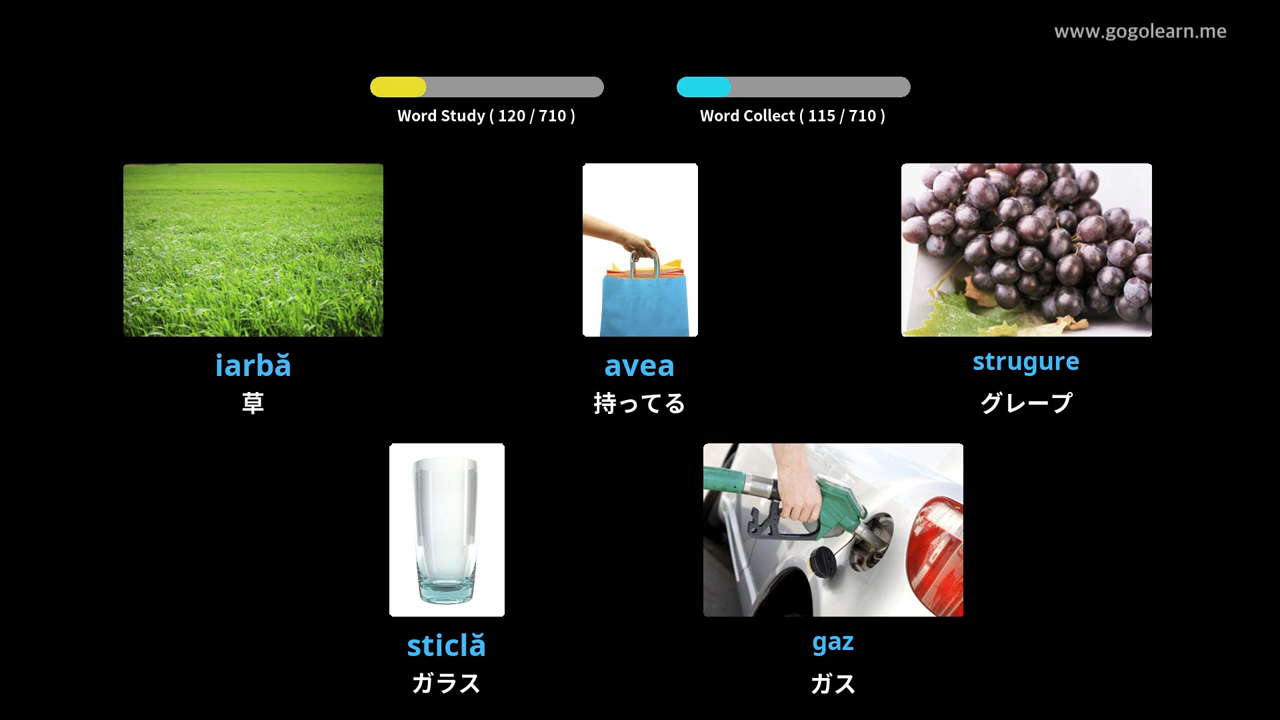 www.gogolearn.me
Word Study ( 120 / 710 )
Word Collect ( 115 / 710 )
iarbă
草
avea
持ってる
strugure
グレープ
sticlă
ガラス
gaz
ガス